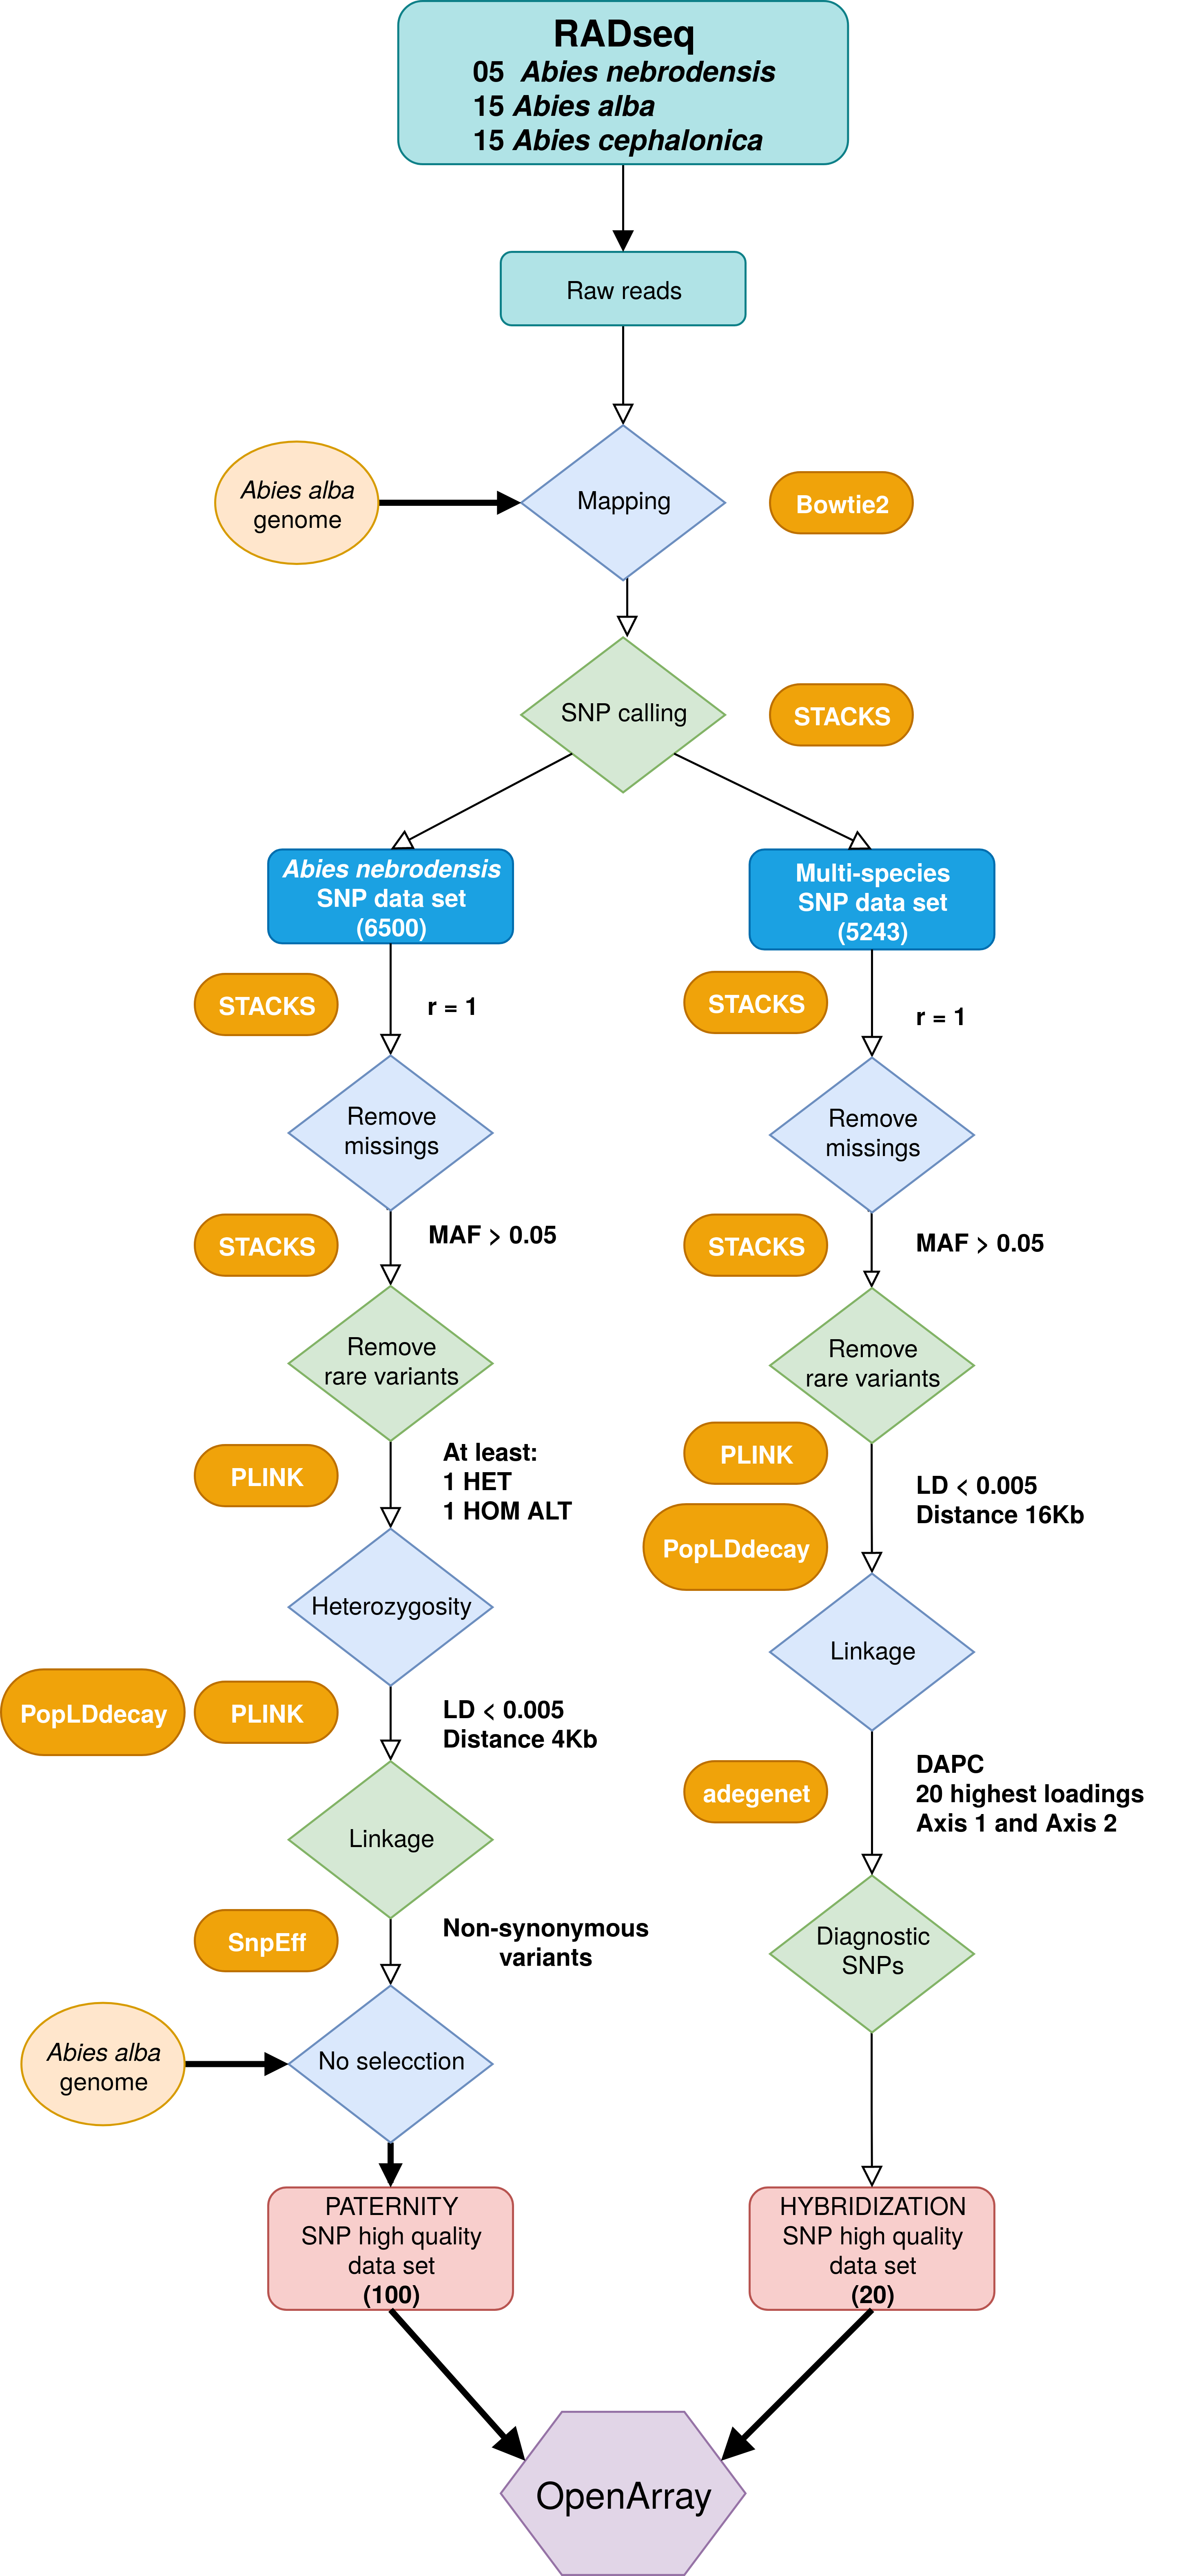 RADseq
05 Abies nebrodensis
15 Abies alba
15 Abies cephalonica
Raw reads
Abies alba
genome
Mapping
Bowtie2
SNP calling
STACKS
Abies nebrodensis
SNP data set
(6500)
Multi-species
SNP data set
(5243)
STACKS
r = 1
STACKS
r = 1
Remove
missings
Remove
missings
STACKS
MAF > 0.05
STACKS
MAF > 0.05
Remove
rare variants
Remove
rare variants
PLINK
At least:
1 HET
1 HOM ALT
PLINK
PopLDdecay
LD < 0.005
Distance 16Kb
Heterozygosity
Linkage
PopLDdecay
PLINK
LD < 0.005
Distance 4Kb
adegenet
DAPC
20 highest loadings
Axis 1 and Axis 2
Linkage
SnpEff
Non-synonymous
variants
Diagnostic
SNPs
Abies alba
genome
No selecction
PATERNITY
SNP high quality
data set
(100)
HYBRIDIZATION
SNP high quality
data set
(20)
OpenArray